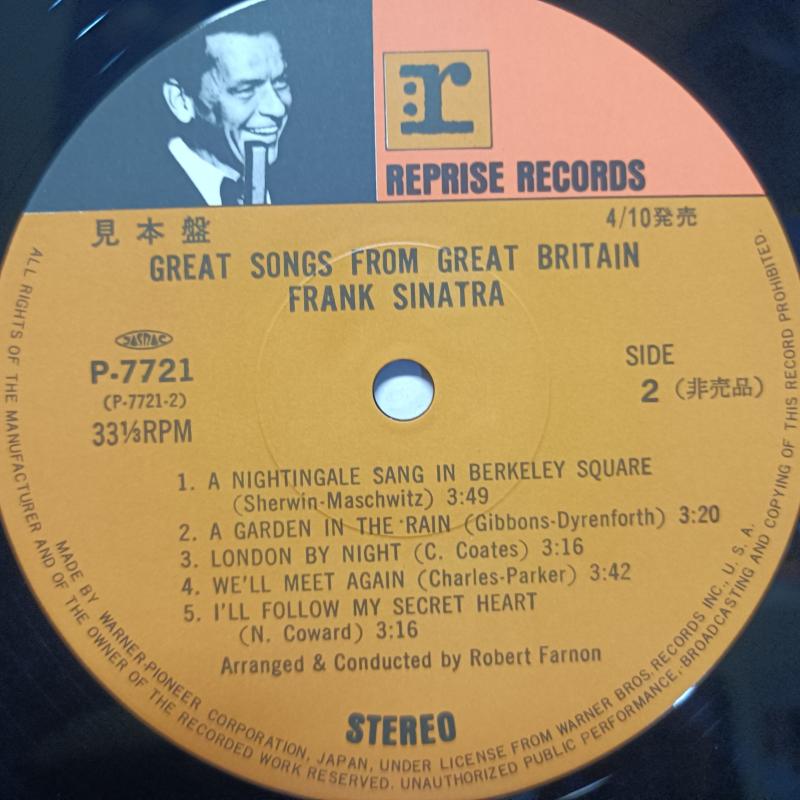 r
REPRISE RECORDS
見本盤
4/10発売
GREAT SONGS FROM GREAT BRITAIN
FRANK SINATRA
JASRAC
P-7721
(P-7721-2)
33⅓RPM
SIDE
2 (非売品)
1. A NIGHTINGALE SANG IN BERKELEY SQUARE
(Sherwin-Maschwitz) 3:49
2. A GARDEN IN THE RAIN (Gibbons-Dyrenforth) 3:20
3. LONDON BY NIGHT (C. Coates) 3:16
4. WE'LL MEET AGAIN (Charles-Parker) 3:42
5. I'LL FOLLOW MY SECRET HEART
(N. Coward) 3:16
Arranged & Conducted by Robert Farnon
STEREO
MADE BY WARNER-PIONEER CORPORATION, JAPAN, UNDER LICENSE FROM WARNER BROS. RECORDS INC., U. S. A.
ALL RIGHTS OF THE MANUFACTURER AND OF THE OWNER OF THE RECORDED WORK RESERVED. UNAUTHORIZED PUBLIC PERFORMANCE, BROADCASTING AND COPYING OF THIS RECORD PROHIBITED.